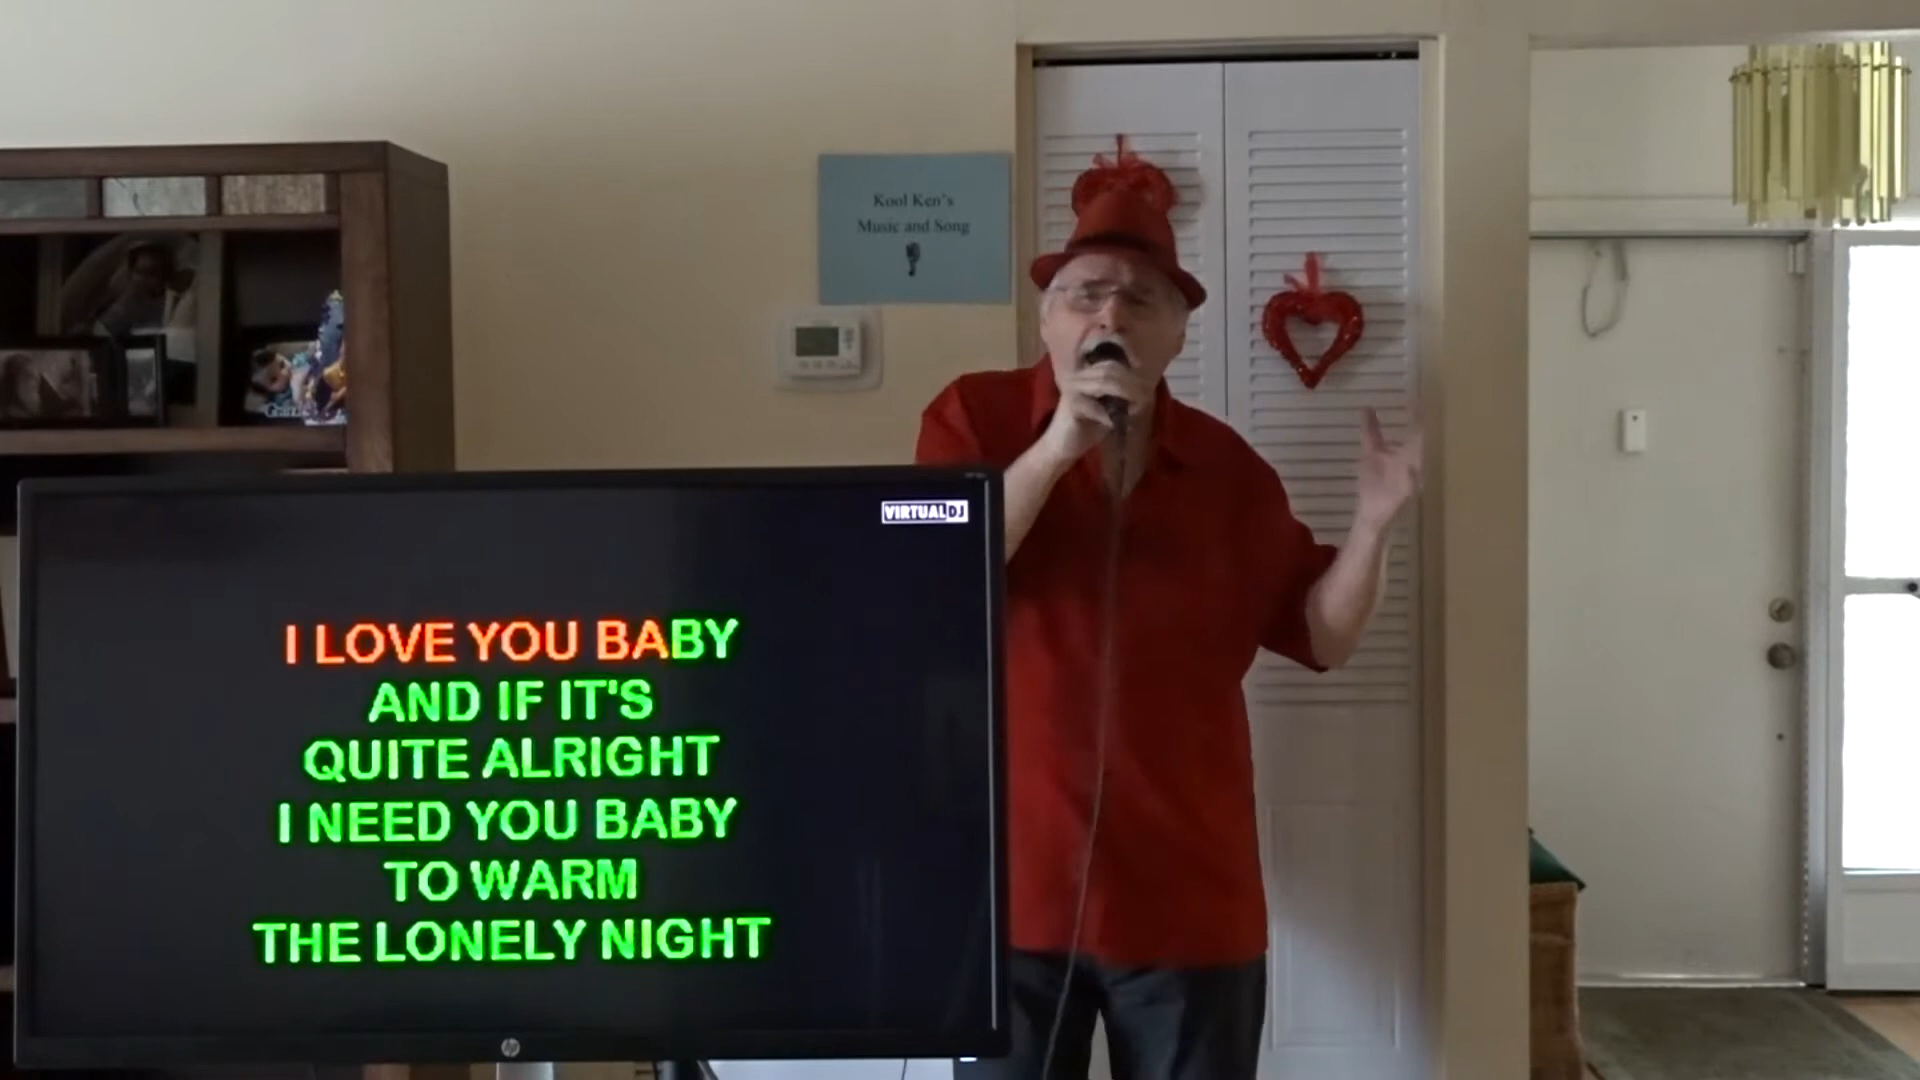 Kool Ken's
Music and Song
VIRTUALDJ
I LOVE YOU BABY
AND IF IT'S
QUITE ALRIGHT
I NEED YOU BABY
TO WARM
THE LONELY NIGHT
hp